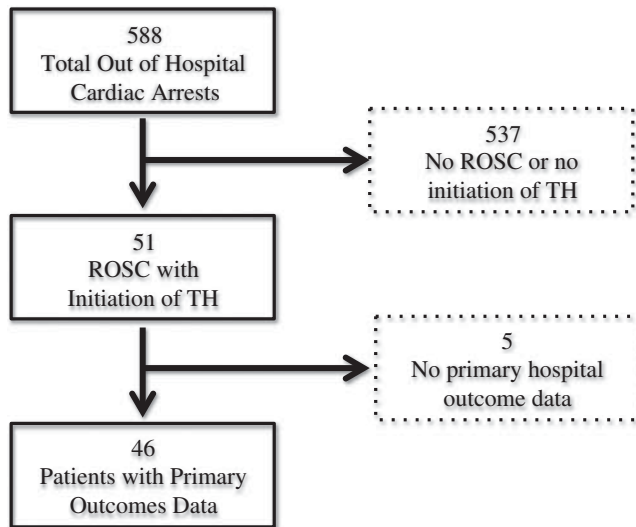 588
Total Out of Hospital
Cardiac Arrests
537
No ROSC or no
initiation of TH
51
ROSC with
Initiation of TH
5
No primary hospital
outcome data
46
Patients with Primary
Outcomes Data